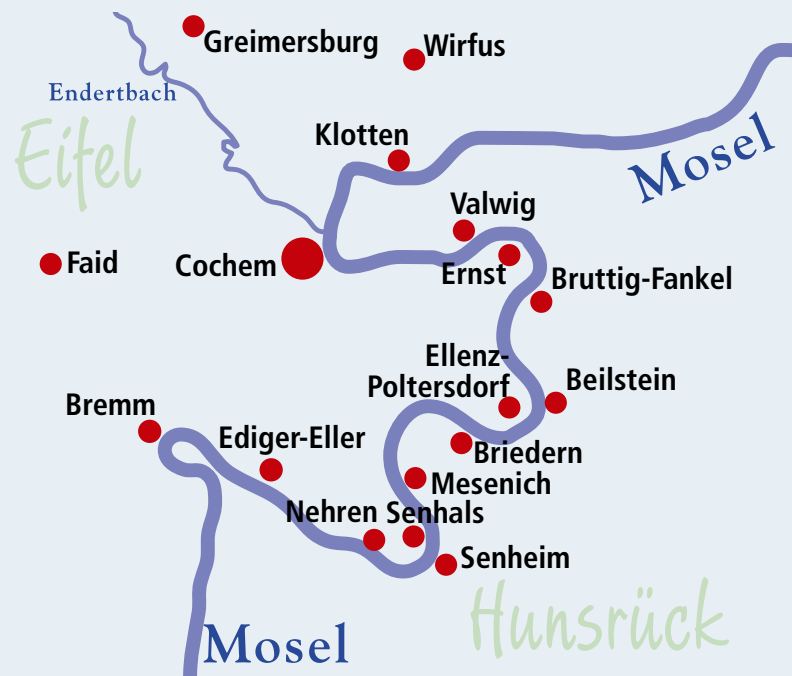 Greimersburg
Wirfus
Endertbach
Eifel
Klotten
Mosel
Valwig
Faid
Cochem
Ernst
Bruttig-Fankel
Ellenz-
Poltersdorf
Beilstein
Bremm
Ediger-Eller
Briedern
Mesenich
Nehren
Senhals
Senheim
Hunsrück
Mosel